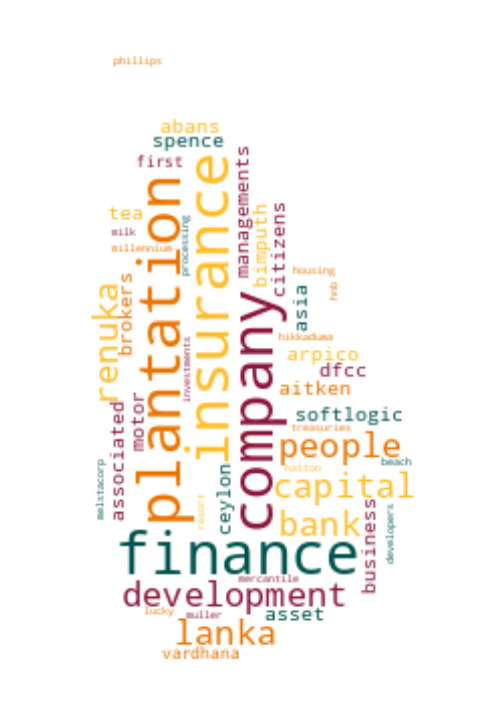 phillips
abans
spence
first
managements
plantation
insurance
tea
bimputh
citizens
milk
processing
millennium
housing
brokers
renuka
hnb
asia
company
hikkaduwa
investments
arpico
dfcc
aitken
motor
associated
softlogic
treasuries
people
melstacorp
ceylon
hatton
beach
capital
resort
bank
business
developers
finance
mercantile
development
lucky
muller
asset
lanka
vardhana